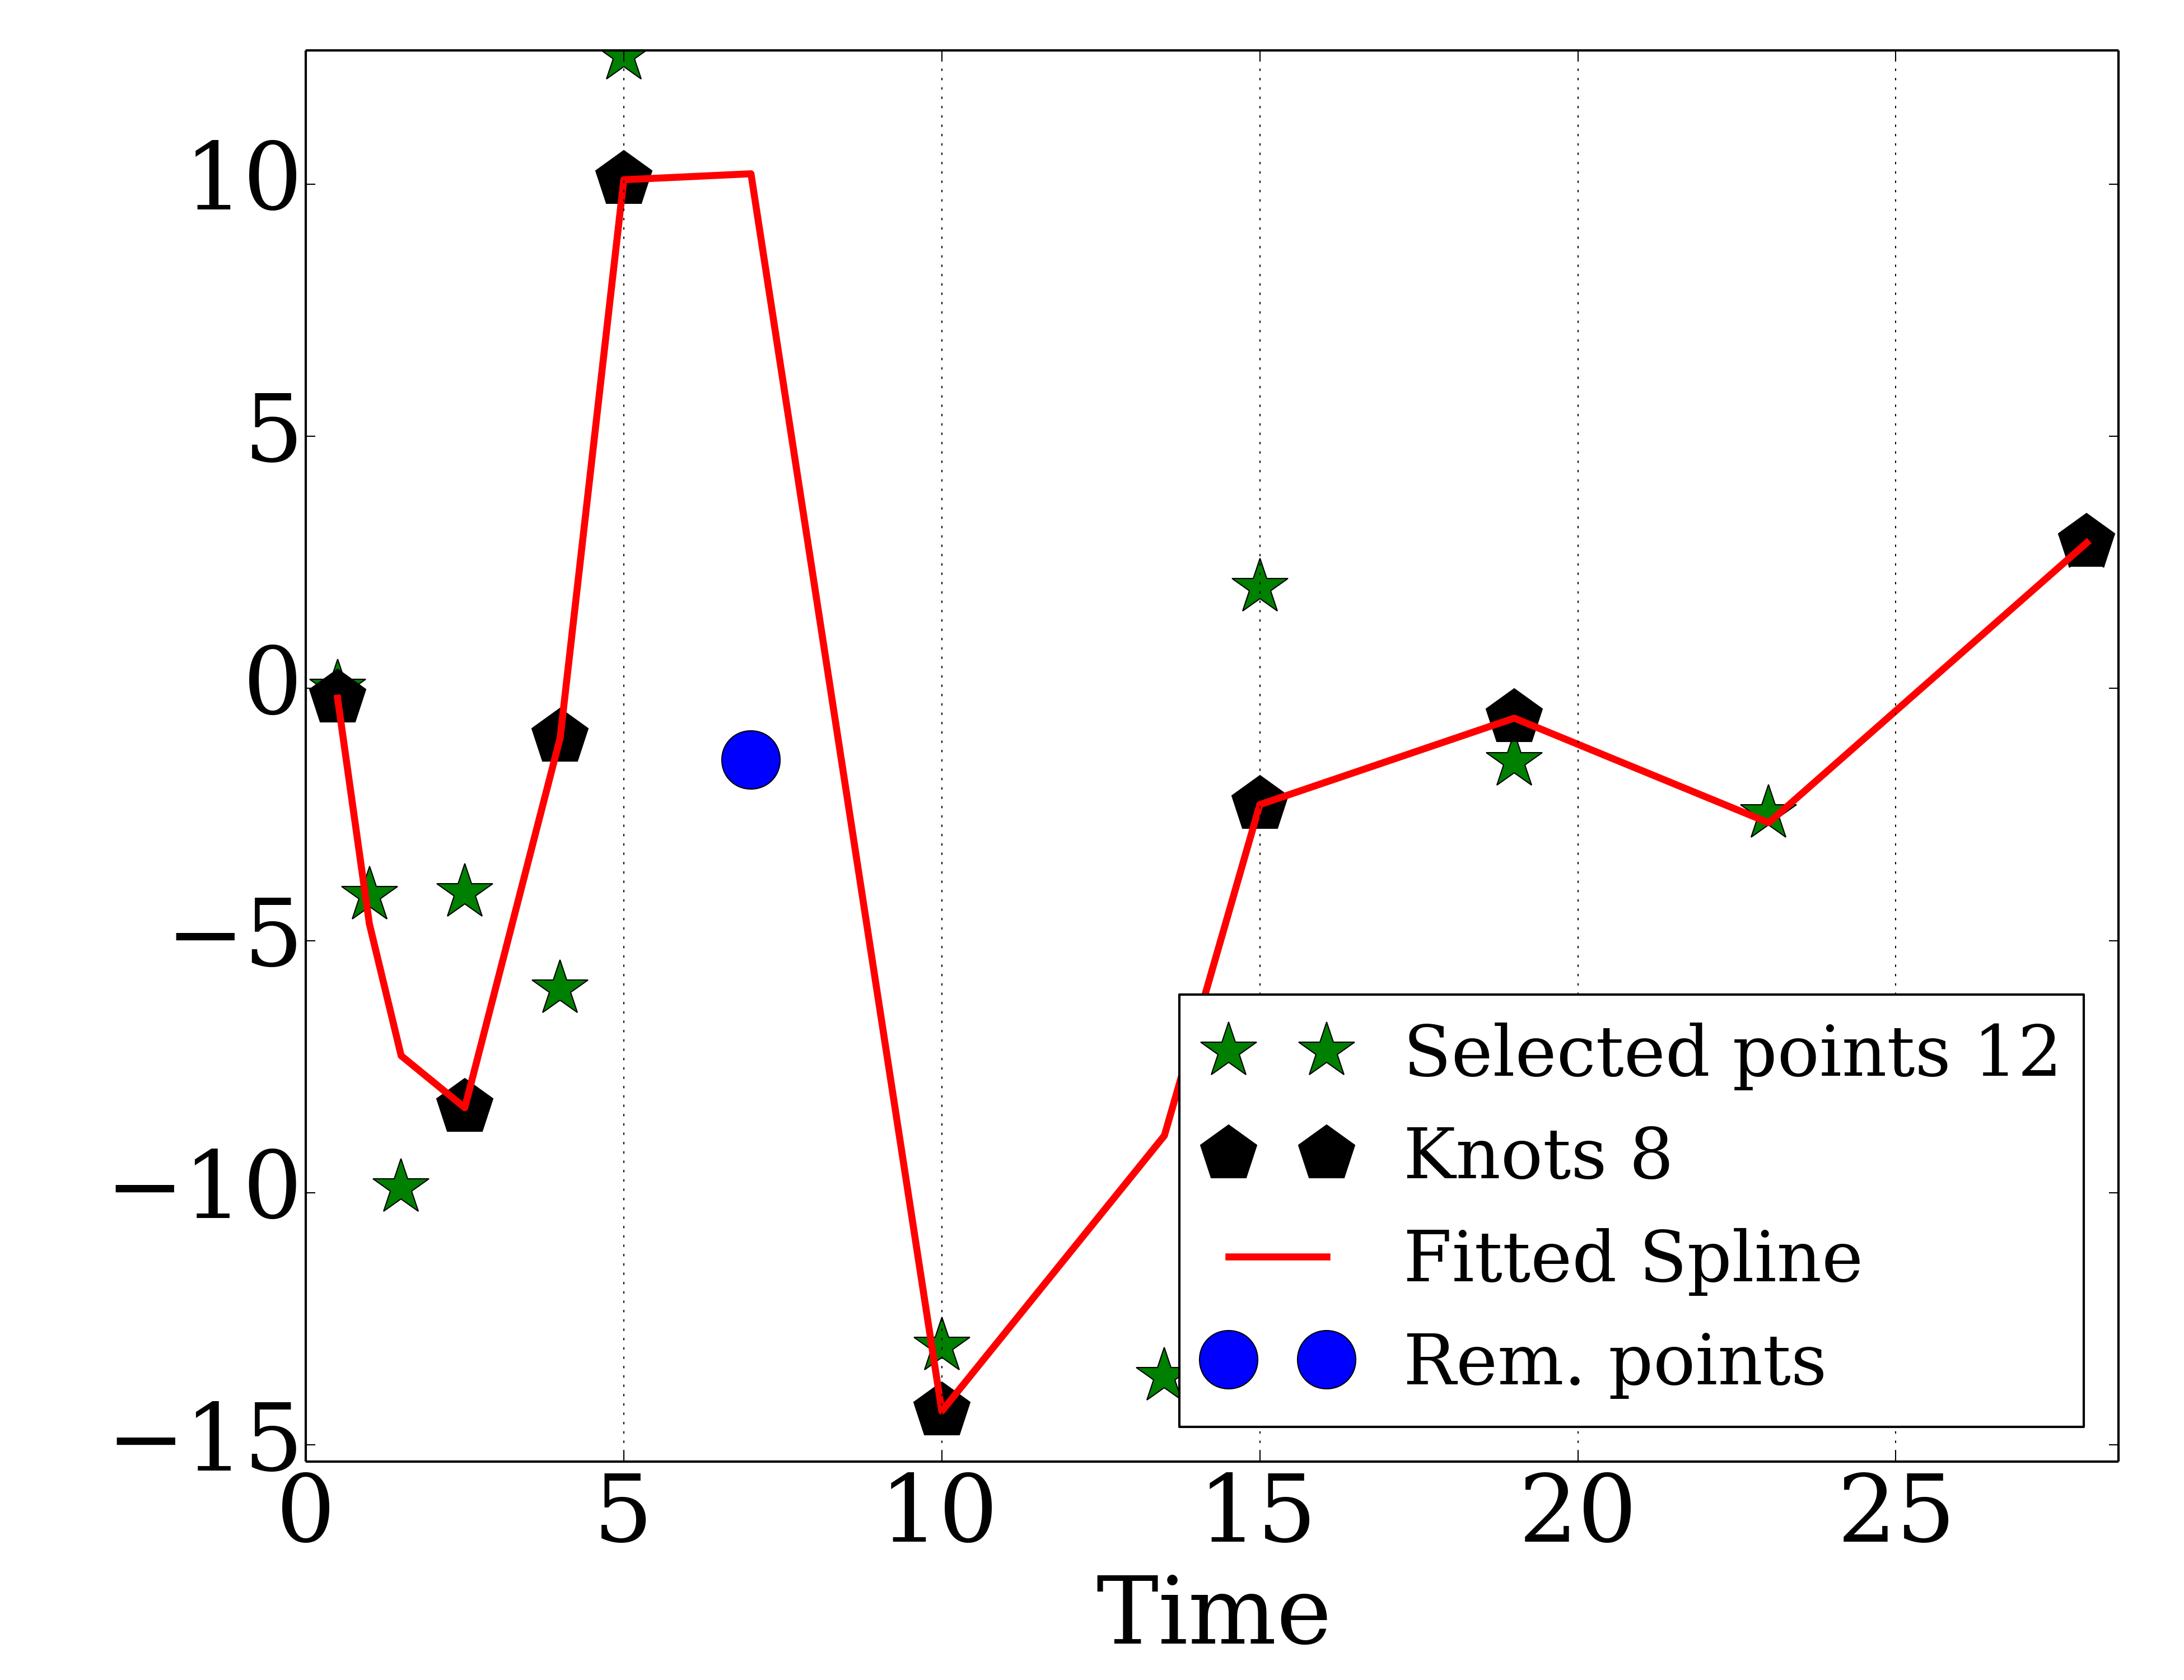 10
5
0
−5
−10
−15
0 5 10 15 20 25
Time
Selected points 12
Knots 8
Fitted Spline
Rem. points